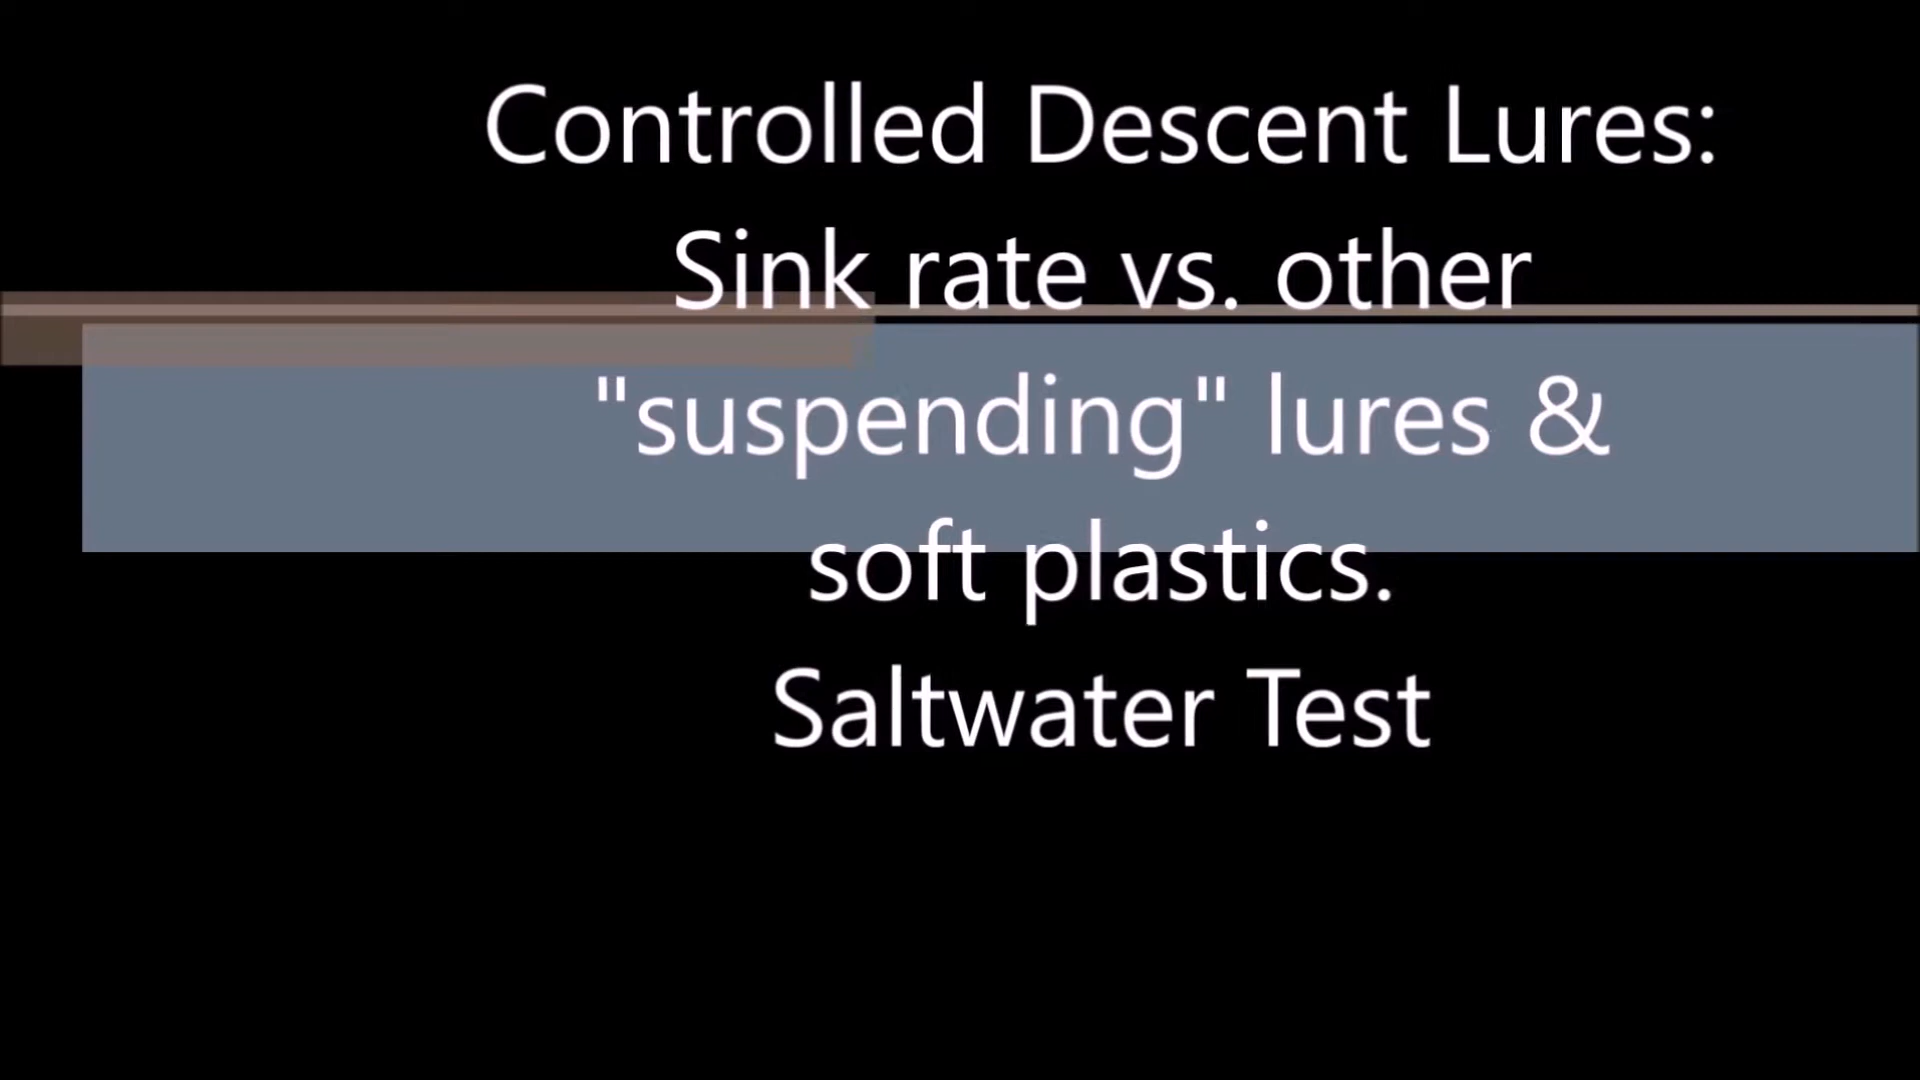 Controlled Descent Lures:
Sink rate vs. other
"suspending" lures &
soft plastics.
Saltwater Test